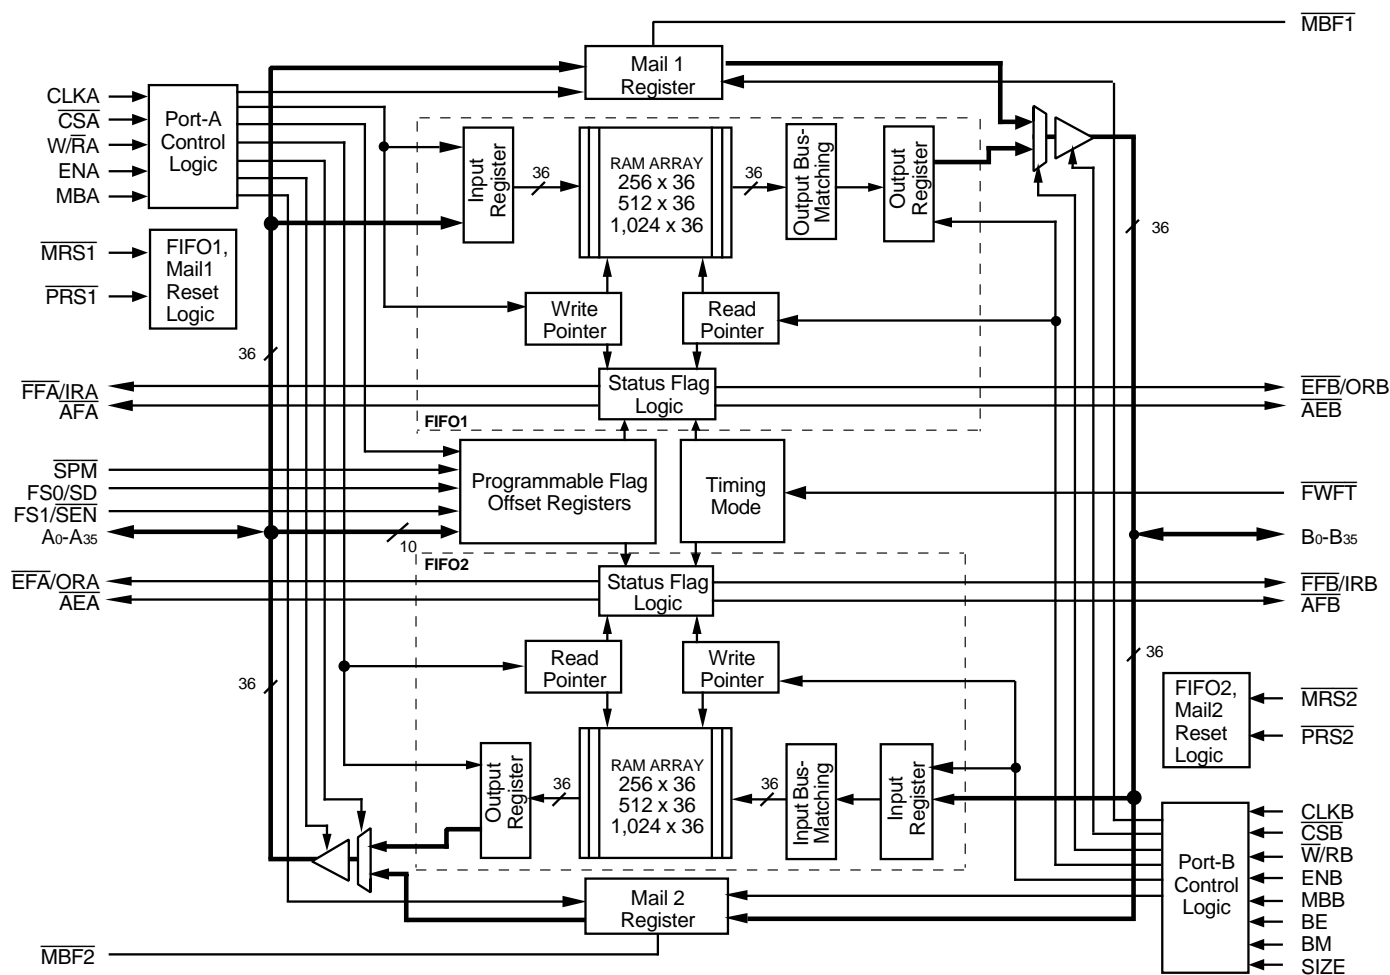 MBF1
Mail 1
Register
CLKA
CSA
W/RA
ENA
MBA
Port-A
Control
Logic
MRS1
PRS1
FIFO1,
Mail1
Reset
Logic
Input
Register
36
RAM ARRAY
256 x 36
512 x 36
1,024 x 36
36
Output Bus-
Matching
Output
Register
36
Write
Pointer
Read
Pointer
36
FFA/IRA
AFA
Status Flag
Logic
EFB/ORB
AEB
FIFO1
SPM
FS0/SD
FS1/SEN
A0-A35
Programmable Flag
Offset Registers
Timing
Mode
FWFT
10
B0-B35
FIFO2
EFA/ORA
AEA
Status Flag
Logic
FFB/IRB
AFB
Read
Pointer
Write
Pointer
36
36
FIFO2,
Mail2
Reset
Logic
MRS2
PRS2
Output
Register
36
RAM ARRAY
256 x 36
512 x 36
1,024 x 36
36
Input Bus-
Matching
Input
Register
Port-B
Control
Logic
CLKB
CSB
W/RB
ENB
MBB
BE
BM
SIZE
Mail 2
Register
MBF2